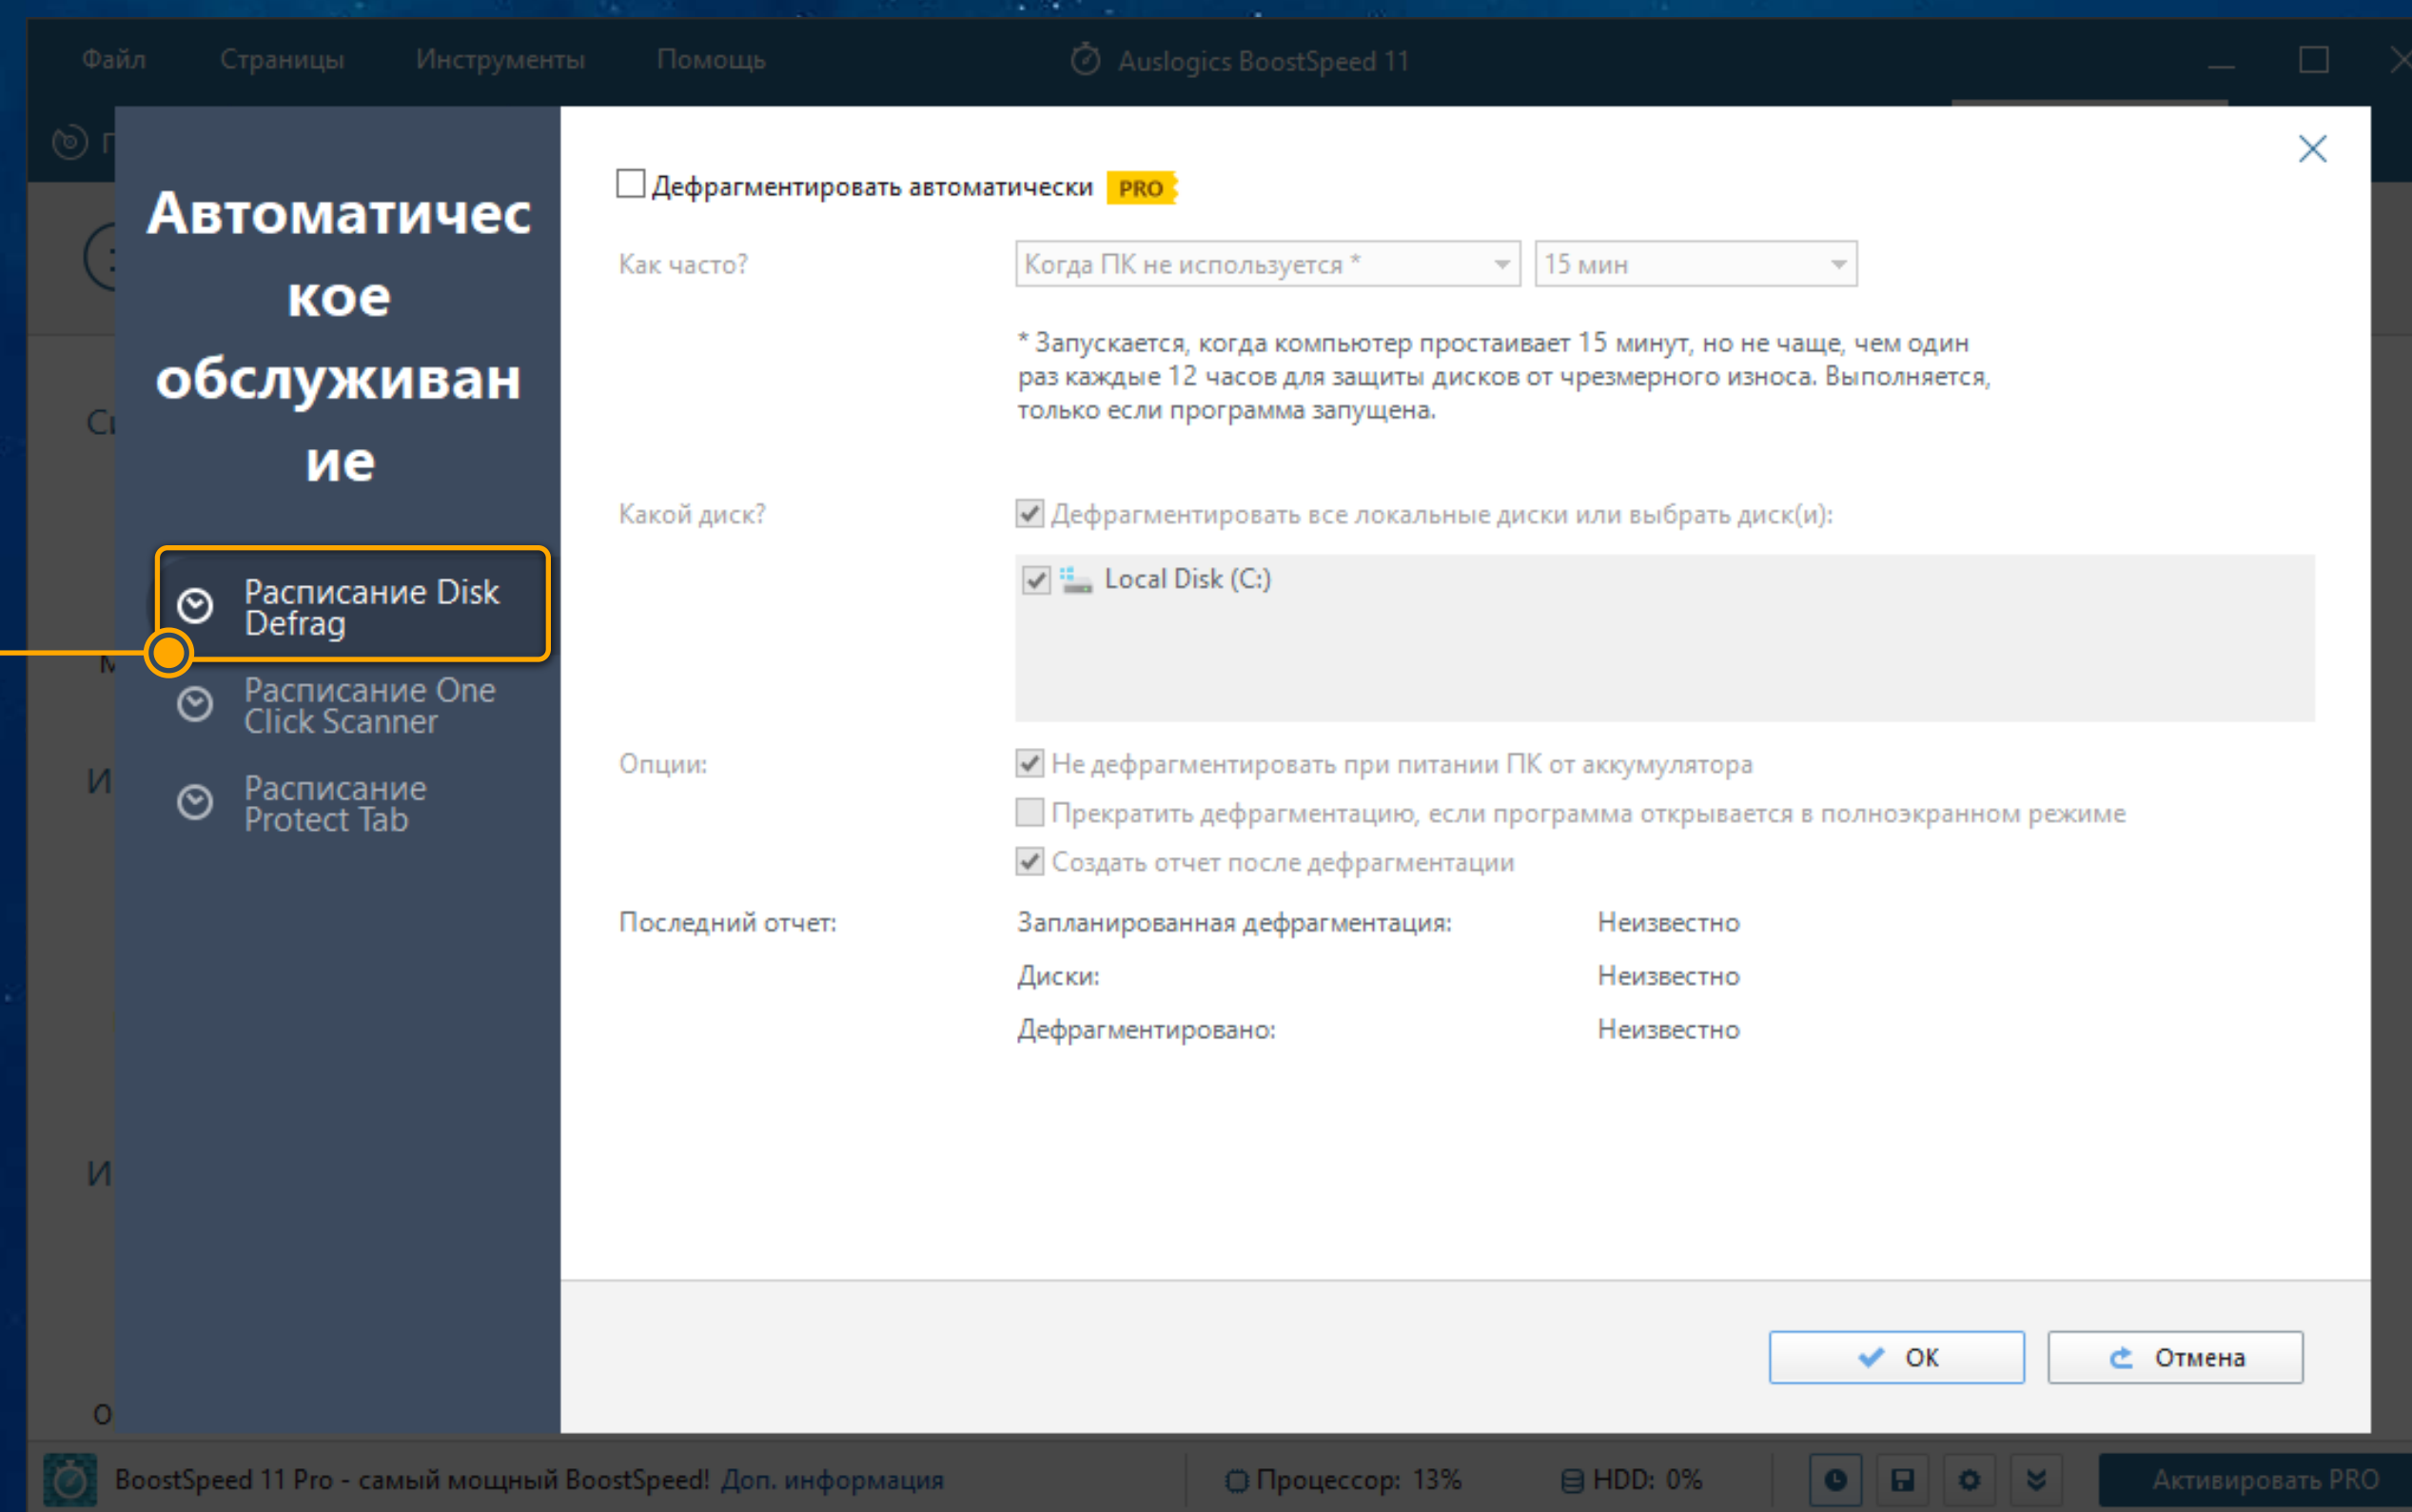 Файл Страницы Инструменты Помощь Auslogics BoostSpeed 11
Автоматичес
кое
обслуживан
ие
Расписание Disk
Defrag
Расписание One
Click Scanner
Расписание
Protect Tab
Дефрагментировать автоматически PRO
Как часто? Когда ПК не используется * 15 мин
* Запускается, когда компьютер простаивает 15 минут, но не чаще, чем один
раз каждые 12 часов для защиты дисков от чрезмерного износа. Выполняется,
только если программа запущена.
Какой диск? Дефрагментировать все локальные диски или выбрать диск(и):
Local Disk (C:)
Опции: Не дефрагментировать при питании ПК от аккумулятора
Прекратить дефрагментацию, если программа открывается в полноэкранном режиме
Создать отчет после дефрагментации
Последний отчет: Запланированная дефрагментация: Неизвестно
Диски: Неизвестно
Дефрагментировано: Неизвестно
ОК Отмена
BoostSpeed 11 Pro - самый мощный BoostSpeed! Доп. информация Процессор: 13% HDD: 0% Активировать PRO